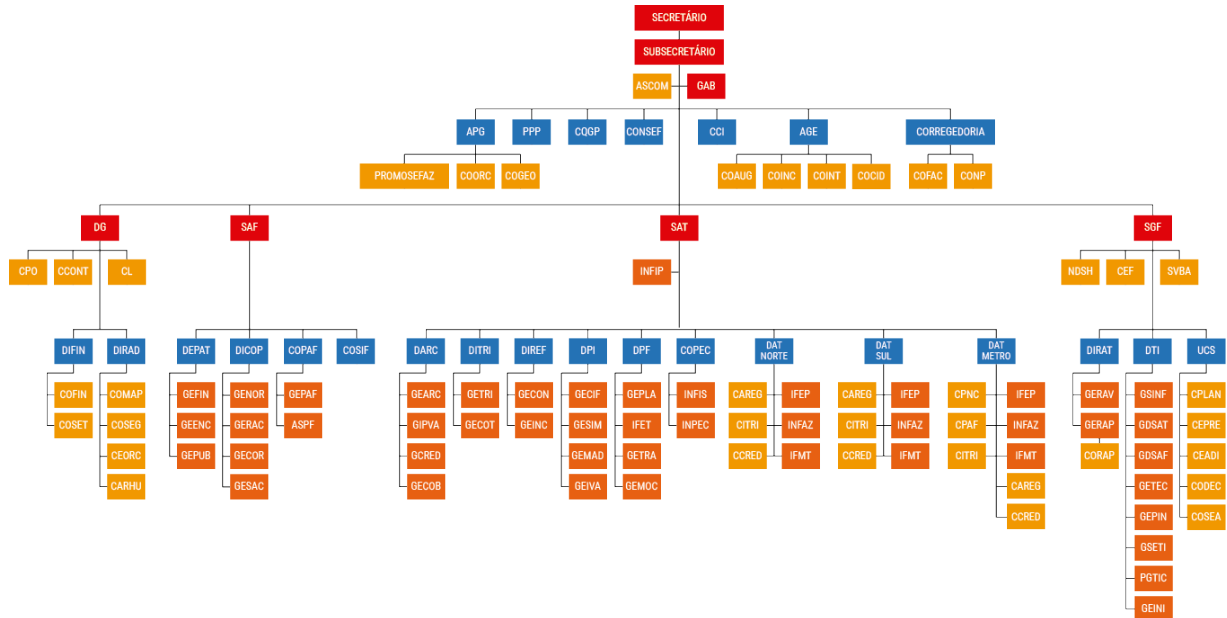 SECRETÁRIO
SUBSECRETÁRIO
ASCOM GAB
APG PPP CQGP CONSEF CCI AGE CORREGEDORIA
PROMOSEFAZ COORC COGEO COAUG COINC COINT COCID COFAC CONP
DG SAF SAT SGF
CPO CCONT CL INFIP NDSH CEF SVBA
DIFIN DIRAD DEPAT DICOP COPAF COSIF DARC DITRI DIREF DPI DPF COPEC DAT NORTE DAT SUL DAT METRO DIRAT DTI UCS
COFIN COMAP GEFIN GENOR GEPAF GEARC GETRI GECON GECIF GEPLA INFIS CAREG IFEP CAREG IFEP CPNC IFEP GERAV GSINF CPLAN
COSET COSEG GEENC GERAC ASPF GIPVA GECOT GEINC GESIM IFET INPEC CITRI INFAZ CITRI INFAZ CPAF INFAZ GERAP GDSAT CEPRE
CEORC GEPUB GECOR GCRED GEMAD GETRA CCRED IFMT CCRED IFMT CITRI IFMT CORAP GDSAF CEADI
CARHU GESAC GECOB GEIVA GEMOC CAREG GETEC CODEC
CCRED GEPIN COSEA
GSETI
PGTIC
GEINI